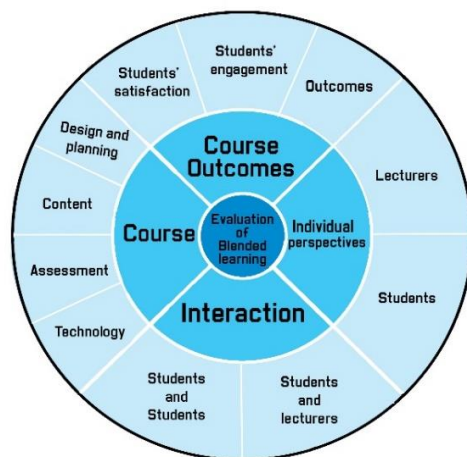 Students'
engagement
Students'
satisfaction
Outcomes
Design and
planning
Course
Outcomes
Lecturers
Content
Evaluation
of
Blended
learning
Course
Individual
perspectives
Assessment
Students
Interaction
Technology
Students
and
Students
Students
and
lecturers